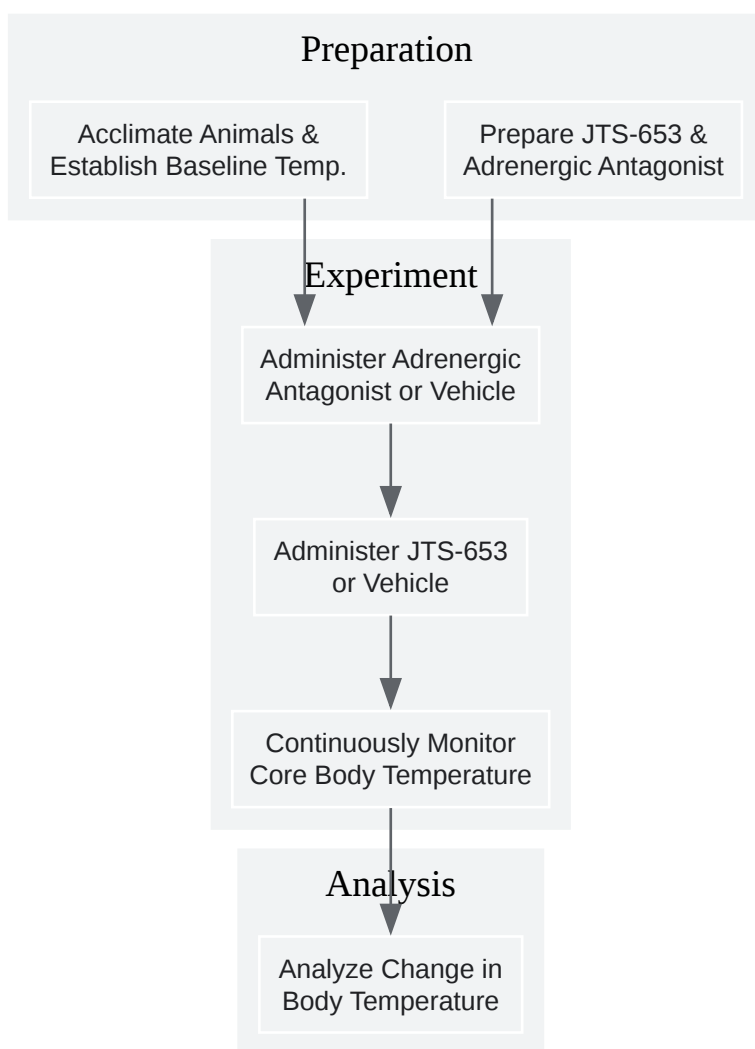 Preparation
Acclimate Animals &
Establish Baseline Temp.
Prepare JTS-653 &
Adrenergic Antagonist
Experiment
Administer Adrenergic
Antagonist or Vehicle
Administer JTS-653
or Vehicle
Continuously Monitor
Core Body Temperature
Analysis
Analyze Change in
Body Temperature